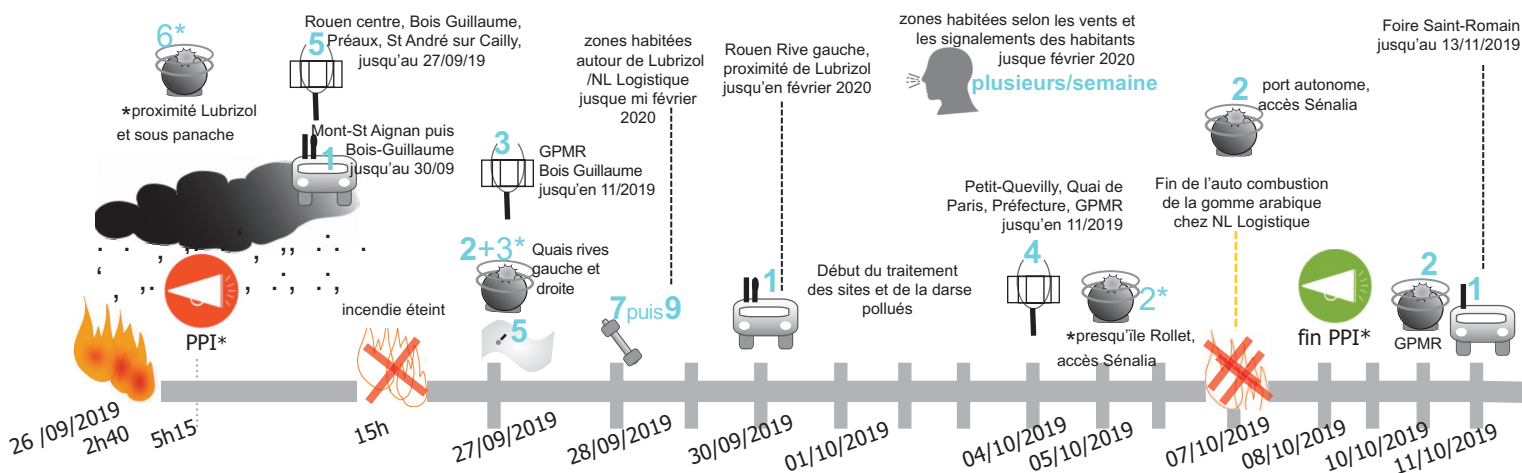 6*
*proximité Lubrizol
et sous panache
Rouen centre, Bois Guillaume,
Préaux, St André sur Cailly,
jusqu'au 27/09/19
5
Mont-St Aignan puis
Bois-Guillaume
jusqu'au 30/09
1
PPI*
incendie éteint
3
GPMR
Bois Guillaume
jusqu'en 11/2019
2+3*
Quais rives
gauche et
droite
5
zones habitées
autour de Lubrizol
/NL Logistique
jusque mi février
2020
7puis9
Rouen Rive gauche,
proximité de Lubrizol
jusqu'en février 2020
1
zones habitées selon les vents et
les signalements des habitants
jusque février 2020
plusieurs/semaine
Début du traitement
des sites et de la darse
pollués
Petit-Quevilly, Quai de
Paris, Préfecture, GPMR
jusqu'en 11/2019
4
2*
*presqu'île Rollet,
accès Sénalia
2
port autonome,
accès Sénalia
Fin de l'auto combustion
de la gomme arabique
chez NL Logistique
fin PPI*
2
GPMR
Foire Saint-Romain
jusqu'au 13/11/2019
1
26 /09/2019
2h40
5h15
15h
27/09/2019
28/09/2019
30/09/2019
01/10/2019
04/10/2019
05/10/2019
07/10/2019
08/10/2019
10/10/2019
11/10/2019